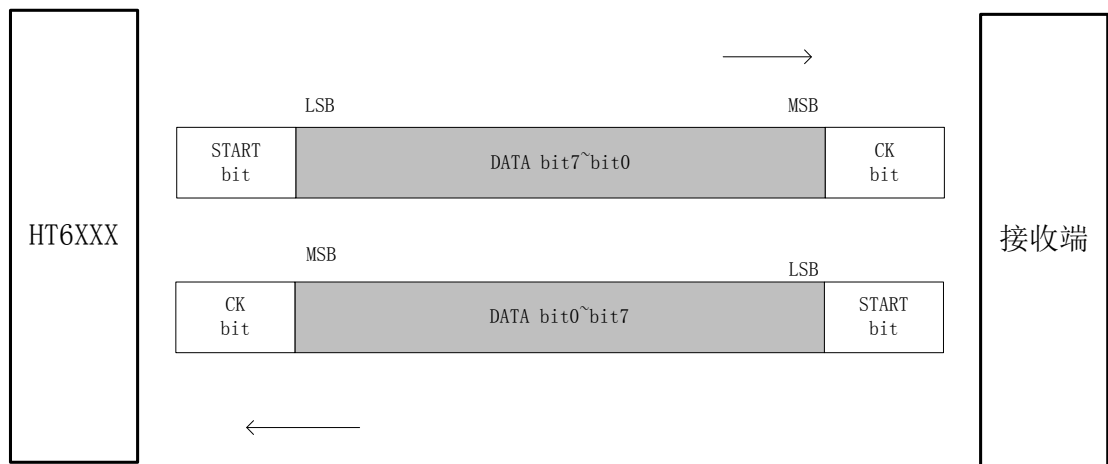 HT6XXX
LSB
MSB
START
bit
DATA bit7~bit0
CK
bit
MSB
LSB
CK
bit
DATA bit0~bit7
START
bit
接收端